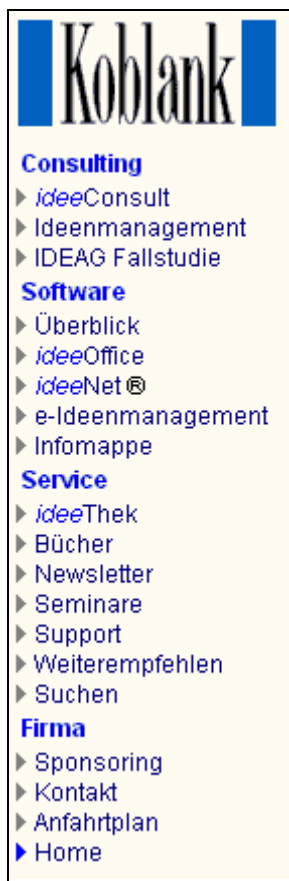 Koblank
Consulting
ideeConsult
Ideenmanagement
IDEAG Fallstudie
Software
Überblick
ideeOffice
ideeNet ®
e-Ideenmanagement
Infomappe
Service
ideeThek
Bücher
Newsletter
Seminare
Support
Weiterempfehlen
Suchen
Firma
Sponsoring
Kontakt
Anfahrtplan
Home